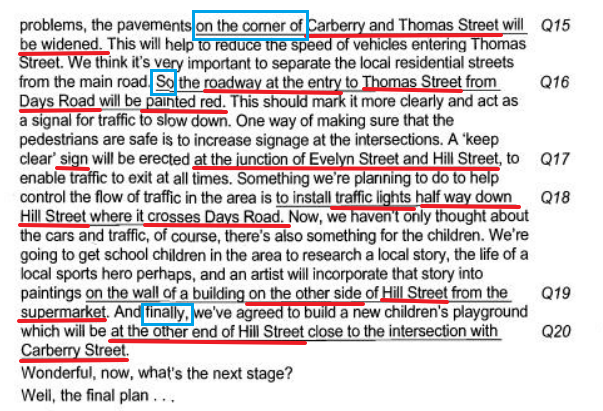 problems, the pavements on the corner of Carberry and Thomas Street will Q15
be widened. This will help to reduce the speed of vehicles entering Thomas
Street. We think it's very important to separate the local residential streets
from the main road. So the roadway at the entry to Thomas Street from Q16
Days Road will be painted red. This should mark it more clearly and act as
a signal for traffic to slow down. One way of making sure that the
pedestrians are safe is to increase signage at the intersections. A 'keep
clear' sign will be erected at the junction of Evelyn Street and Hill Street, to Q17
enable traffic to exit at all times. Something we're planning to do to help
control the flow of traffic in the area is to install traffic lights half way down Q18
Hill Street where it crosses Days Road. Now, we haven't only thought about
the cars and traffic, of course, there's also something for the children. We're
going to get school children in the area to research a local story, the life of a
local sports hero perhaps, and an artist will incorporate that story into
paintings on the wall of a building on the other side of Hill Street from the Q19
supermarket. And finally, we've agreed to build a new children's playground
which will be at the other end of Hill Street close to the intersection with Q20
Carberry Street.
Wonderful, now, what's the next stage?
Well, the final plan . . .